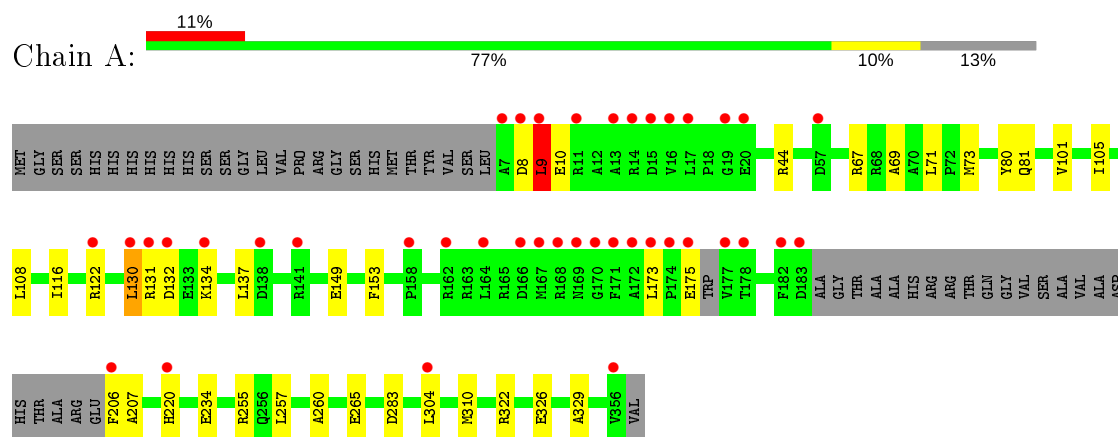 11%
Chain A:
77% 10% 13%
MET GLY SER SER HIS HIS HIS HIS HIS HIS SER SER GLY LEU VAL PRO ARG GLY SER HIS MET THR TYR VAL SER LEU A7 D8 L9 E10 R11 A12 A13 R14 D15 V16 L17 P18 G19 E20 R44 D57 R67 R68 A69 A70 L71 P72 M73 Y80 Q81 V101 I105
L108 I116 R122 L130 R131 D132 E133 K134 L137 D138 R141 E149 F153 P158 R162 R163 L164 R165 D166 M167 R168 N169 G170 F171 A172 L173 P174 E175 TRP V177 T178 F182 D183 ALA GLY THR ALA ALA HIS ARG ARG THR GLN GLY VAL SER ALA VAL ALA ASP
HIS THR ALA ARG GLU F206 A207 H220 E234 R255 Q256 L257 A260 E265 D283 L304 M310 R322 E326 A329 V356 VAL